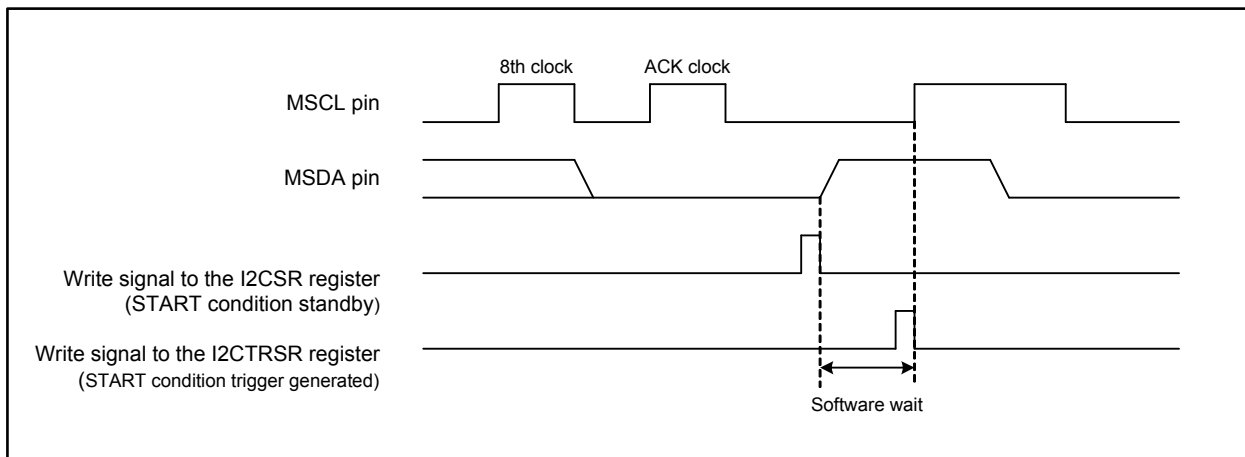 8th clock ACK clock
MSCL pin
MSDA pin
Write signal to the I2CSR register
(START condition standby)
Write signal to the I2CTRSR register
(START condition trigger generated)
Software wait